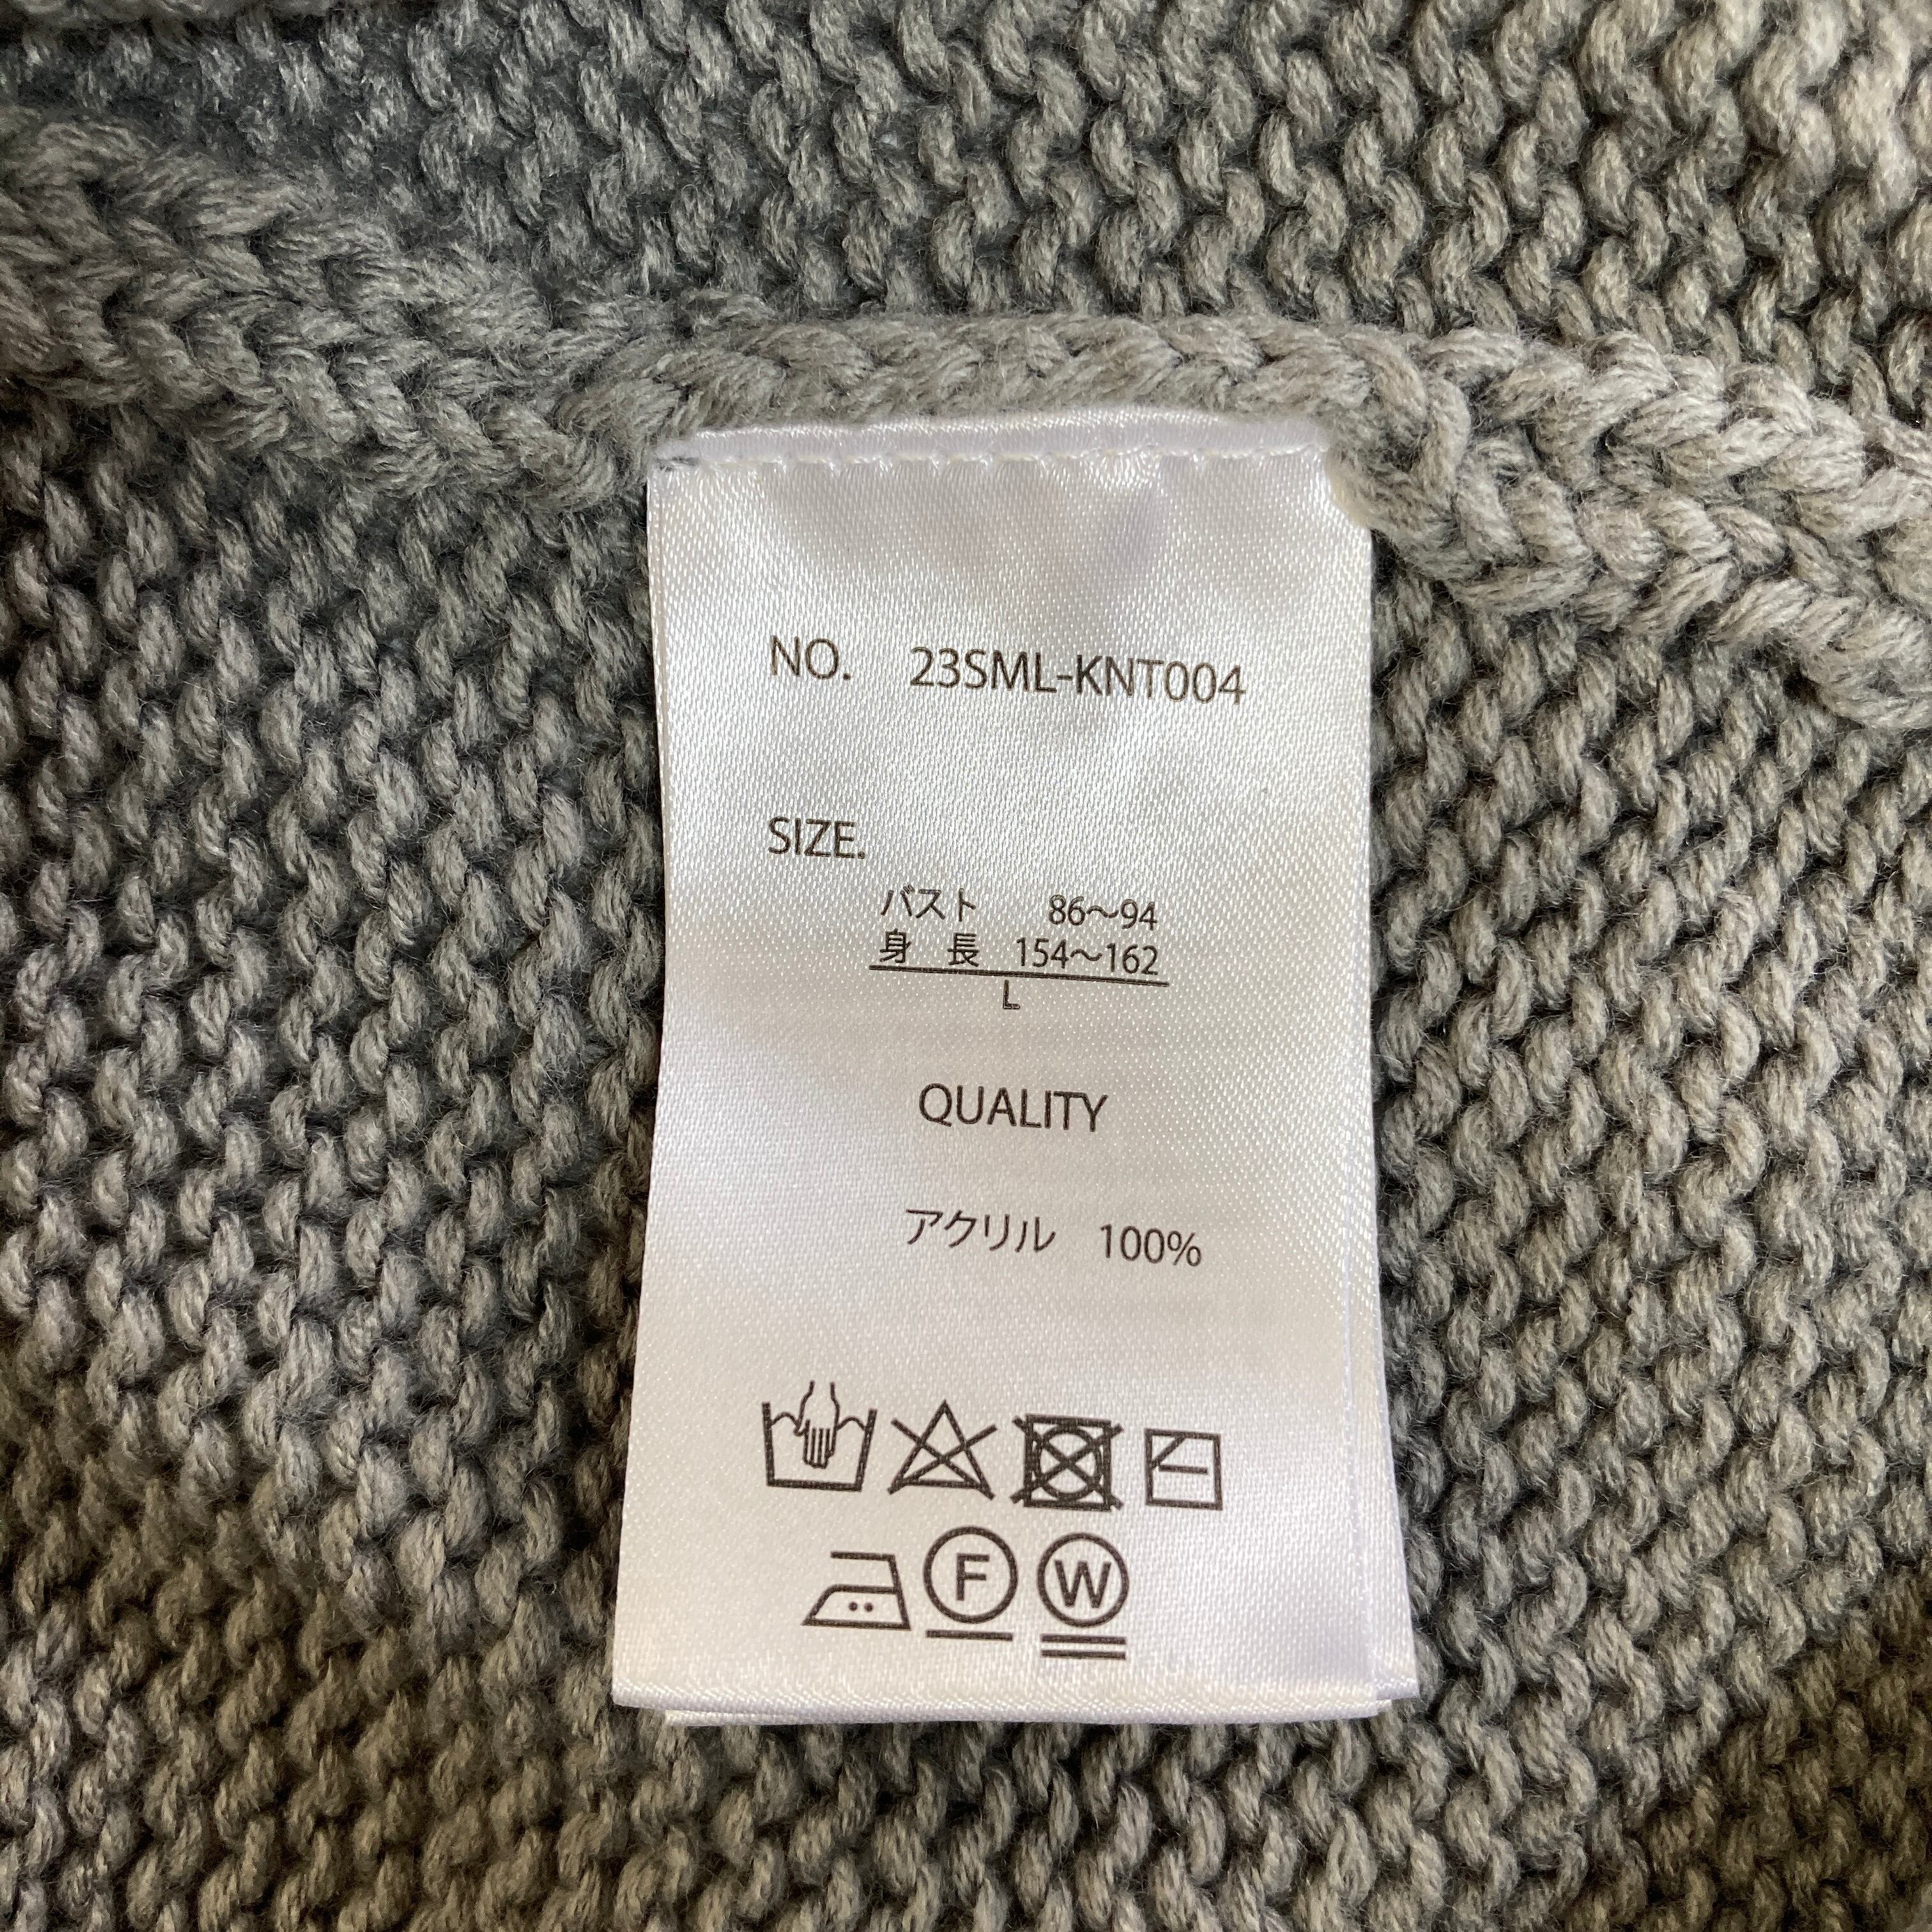 NO. 23SML-KNT004
SIZE.
バスト 86〜94
身 長 154〜162
L
QUALITY
アクリル 100%
F W